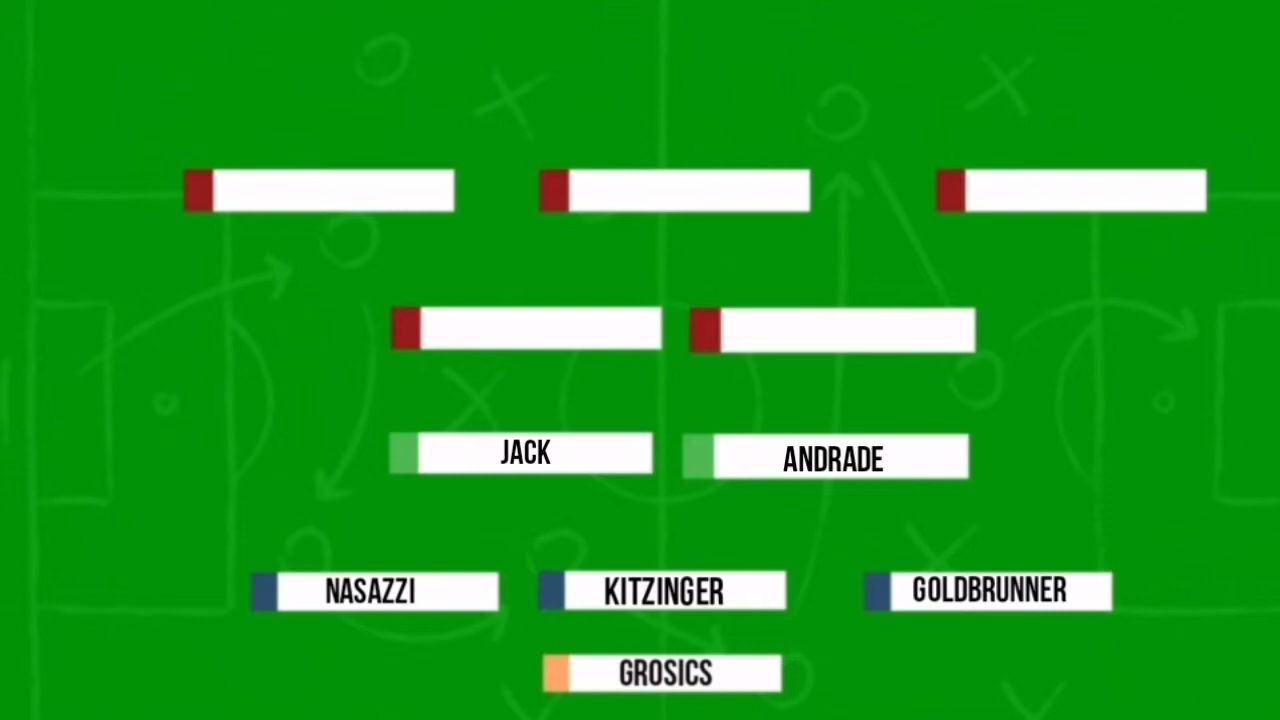 JACK
ANDRADE
NASAZZI
KITZINGER
GOLDBRUNNER
GROSICS